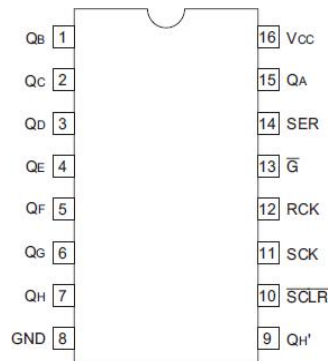 QB 1 16 VCC
QC 2 15 QA
QD 3 14 SER
QE 4 13 G̅
QF 5 12 RCK
QG 6 11 SCK
QH 7 10 S̅C̅L̅R̅
GND 8 9 QH'